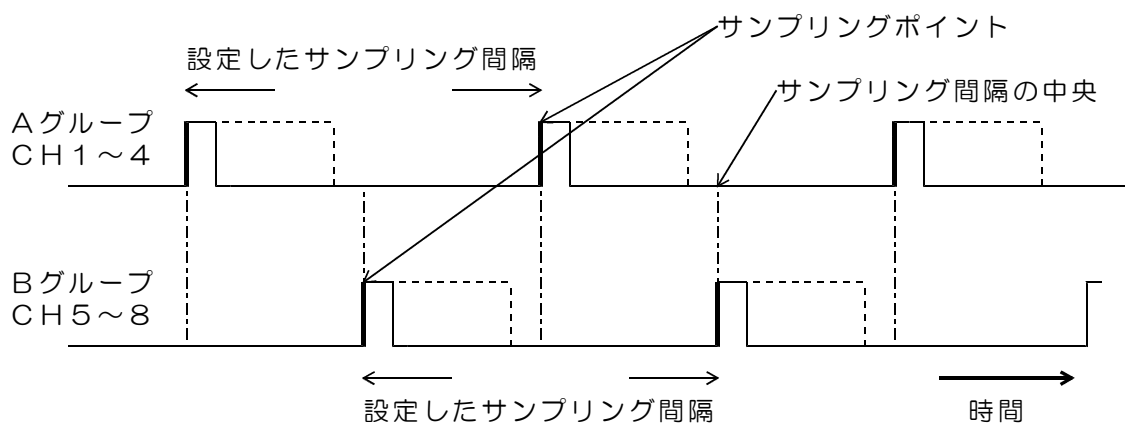 サンプリングポイント
設定したサンプリング間隔
サンプリング間隔の中央
Aグループ
CH1~4
Bグループ
CH5~8
設定したサンプリング間隔
時間